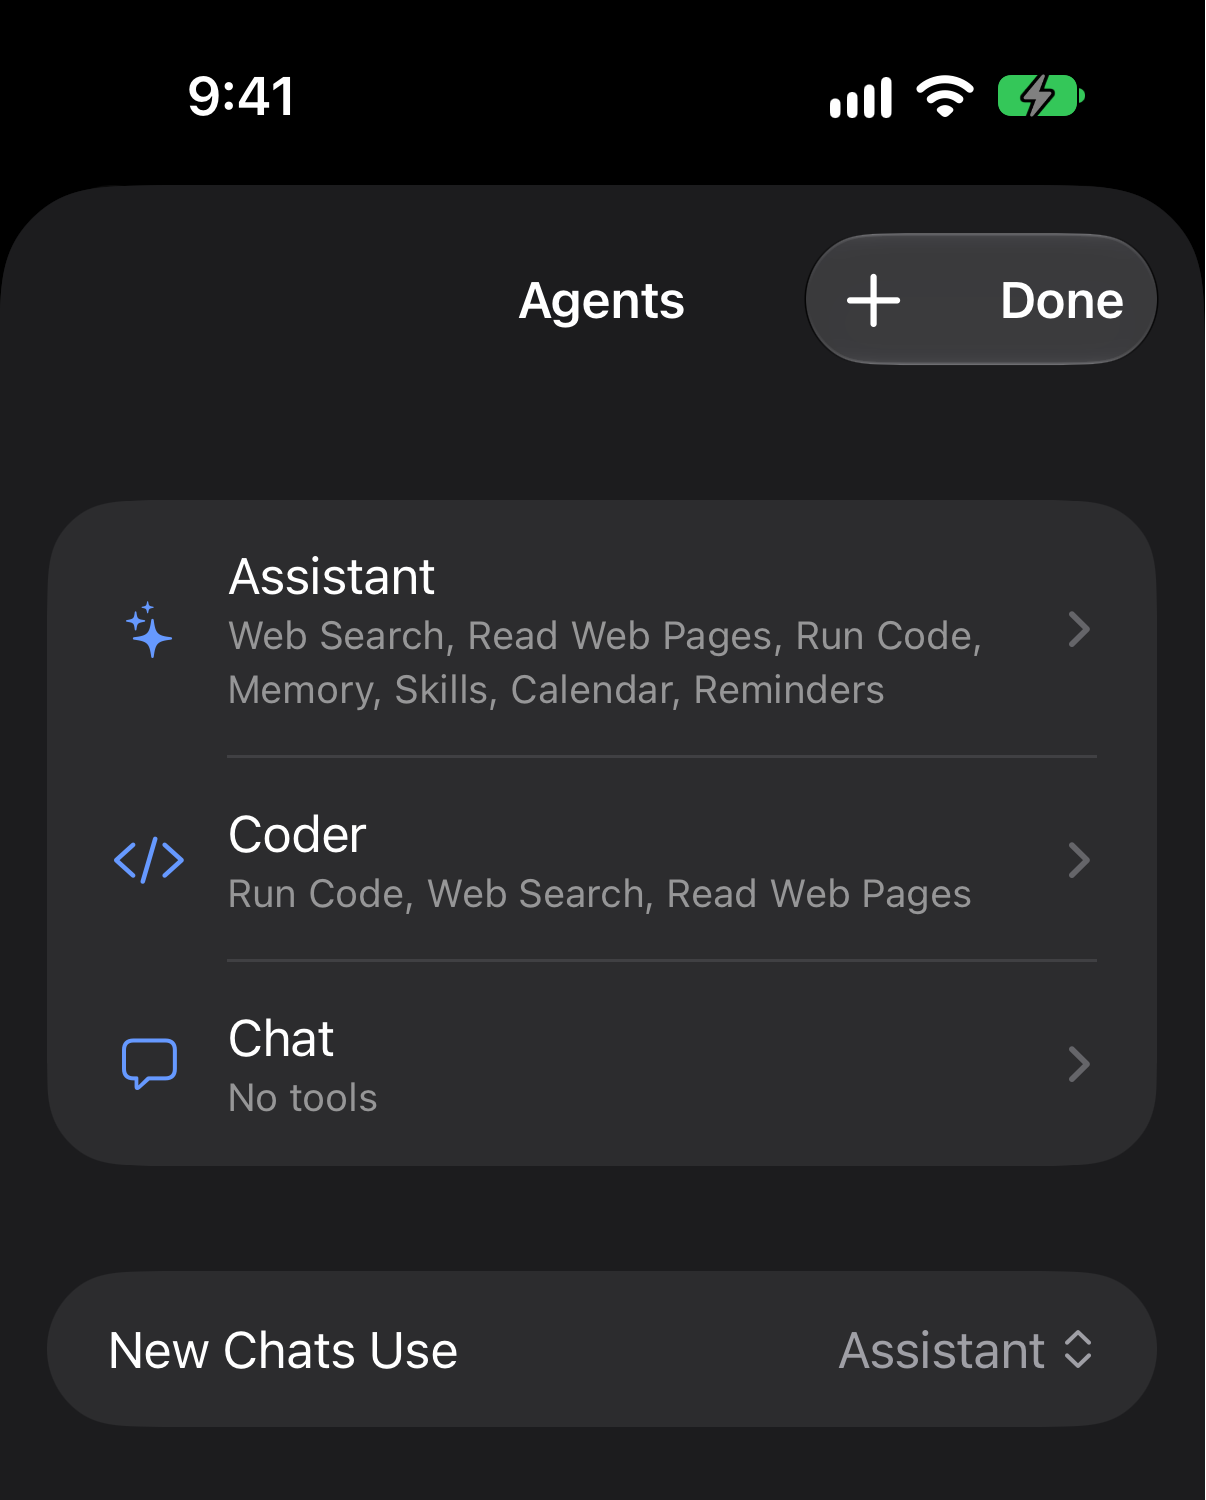 9:41
Agents
Done
Assistant
Web Search, Read Web Pages, Run Code,
Memory, Skills, Calendar, Reminders
Coder
Run Code, Web Search, Read Web Pages
Chat
No tools
New Chats Use
Assistant